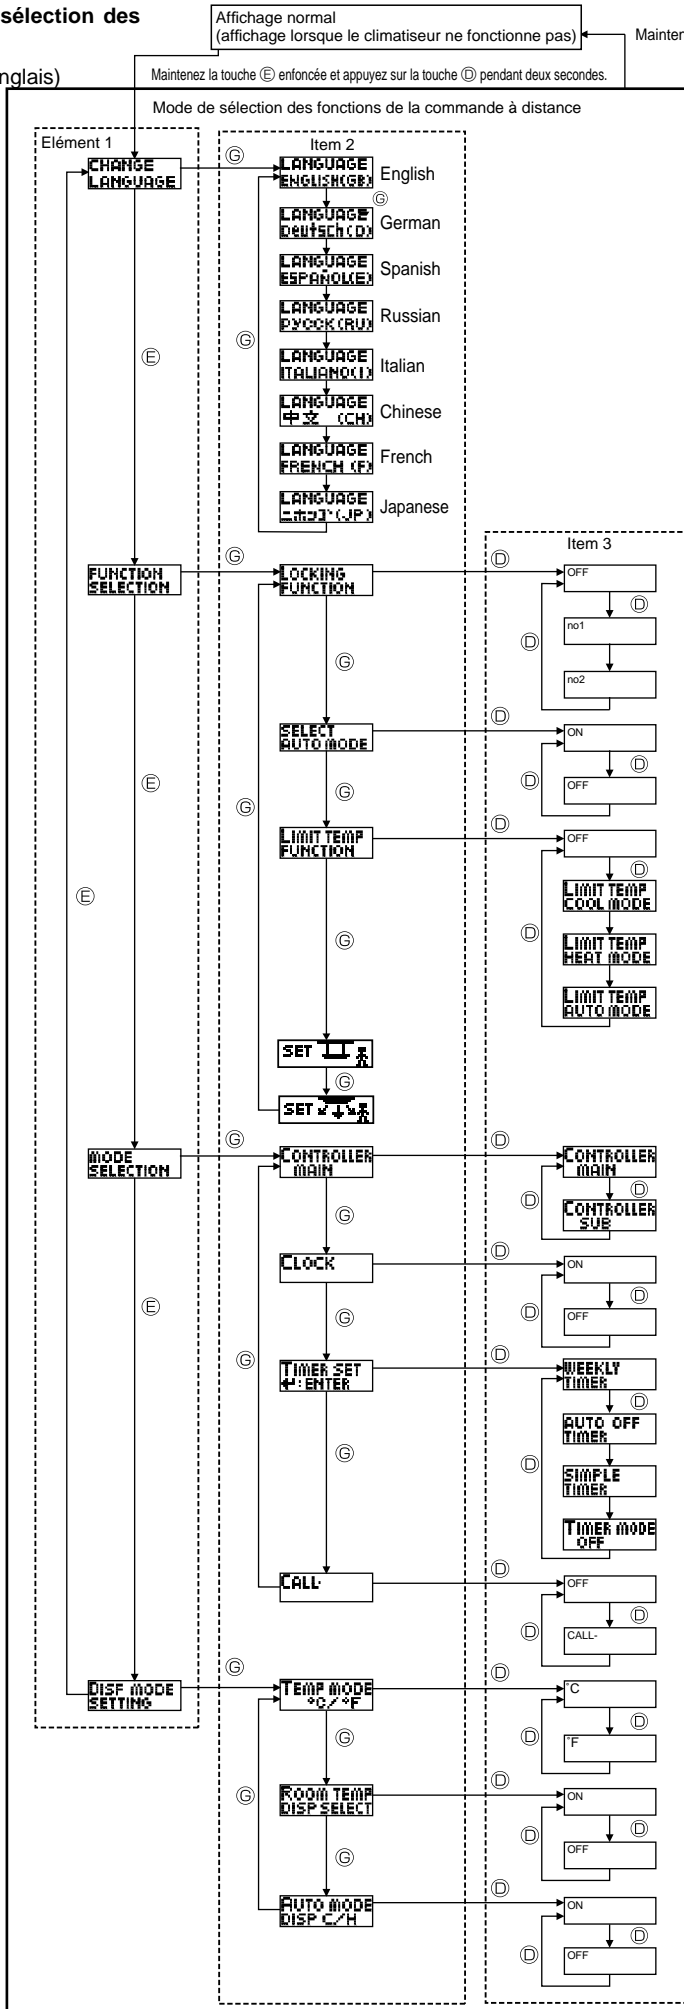 sélection des
Affichage normal
(affichage lorsque le climatiseur ne fonctionne pas)
Mainten
nglais)
Maintenez la touche Ⓔ enfoncée et appuyez sur la touche Ⓓ pendant deux secondes.
Mode de sélection des fonctions de la commande à distance
Elément 1
Item 2
CHANGE
LANGUAGE
Ⓖ
LANGUAGE
ENGLISH(GB)
English
Ⓖ
LANGUAGE
Deutsch(D)
German
LANGUAGE
ESPAÑOL(E)
Spanish
LANGUAGE
РУССК(RU)
Russian
Ⓖ
Ⓔ
LANGUAGE
ITALIANO(I)
Italian
LANGUAGE
中文 (CH)
Chinese
LANGUAGE
FRENCH (F)
French
LANGUAGE
ニホンゴ(JP)
Japanese
Item 3
FUNCTION
SELECTION
Ⓖ
LOCKING
FUNCTION
Ⓓ
OFF
Ⓓ
no1
Ⓓ
no2
Ⓖ
SELECT
AUTO MODE
Ⓓ
ON
Ⓓ
Ⓓ
OFF
Ⓔ
Ⓖ
Ⓖ
LIMIT TEMP
FUNCTION
Ⓓ
OFF
Ⓓ
LIMIT TEMP
COOL MODE
Ⓔ
Ⓓ
LIMIT TEMP
HEAT MODE
Ⓖ
LIMIT TEMP
AUTO MODE
SET
Ⓖ
SET
MODE
SELECTION
Ⓖ
CONTROLLER
MAIN
Ⓓ
CONTROLLER
MAIN
Ⓓ
Ⓓ
CONTROLLER
SUB
Ⓖ
CLOCK
Ⓓ
ON
Ⓓ
Ⓓ
OFF
Ⓔ
Ⓖ
Ⓖ
TIMER SET
↵:ENTER
Ⓓ
WEEKLY
TIMER
Ⓓ
AUTO OFF
TIMER
Ⓖ
Ⓓ
SIMPLE
TIMER
TIMER MODE
OFF
CALL-
Ⓓ
OFF
Ⓓ
Ⓓ
CALL-
DISP MODE
SETTING
Ⓖ
TEMP MODE
°C/°F
Ⓓ
°C
Ⓓ
Ⓓ
°F
Ⓖ
ROOM TEMP
DISP SELECT
Ⓓ
ON
Ⓖ
Ⓓ
Ⓓ
OFF
Ⓖ
AUTO MODE
DISP C/H
Ⓓ
ON
Ⓓ
Ⓓ
OFF